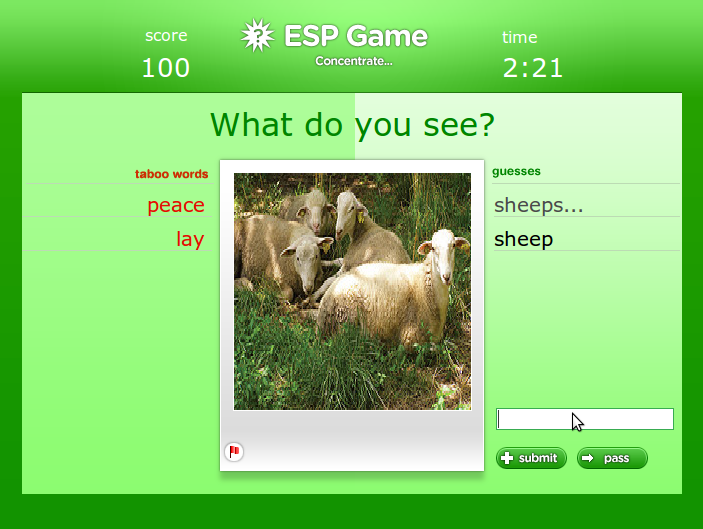 score
ESP Game
time
100
Concentrate...
2:21
What do you see?
taboo words
guesses
peace
sheeps...
lay
sheep
submit
pass